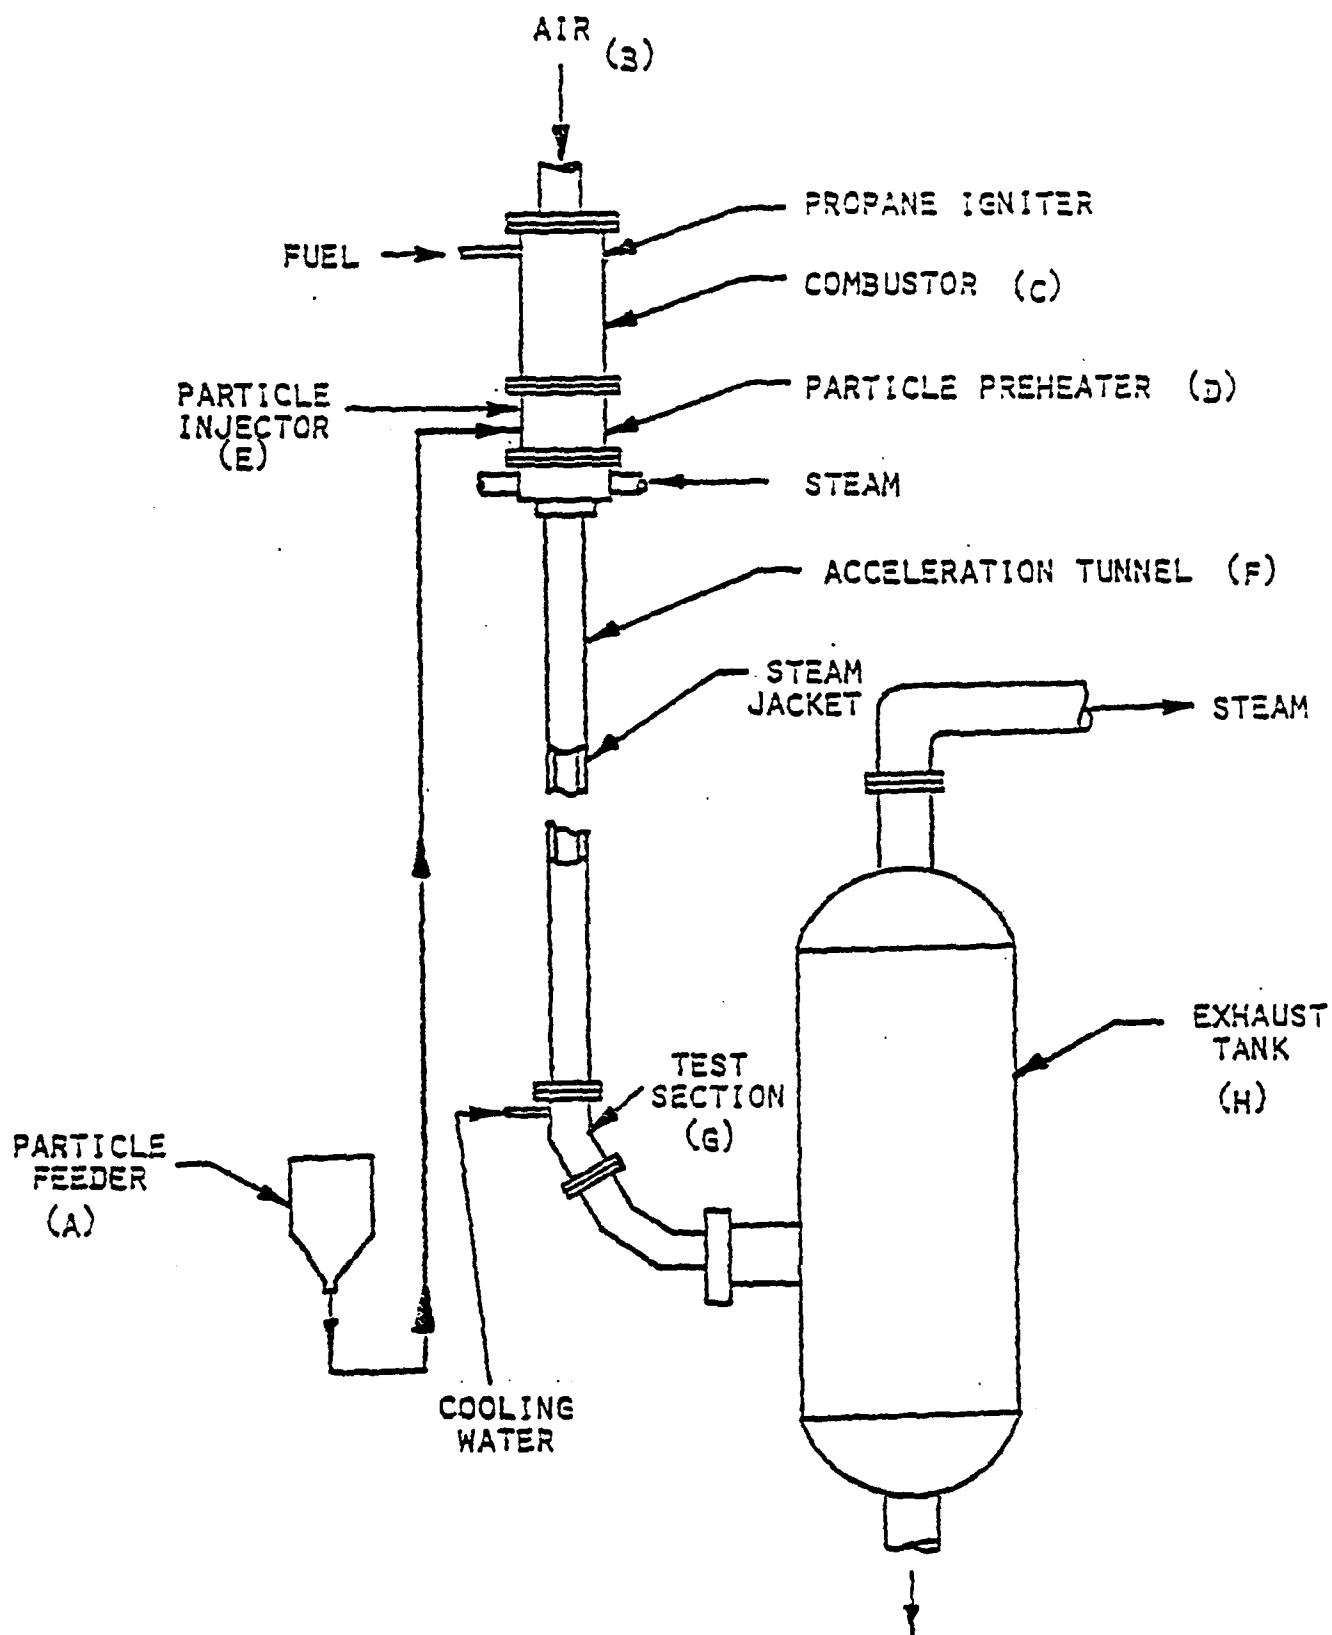 AIR (B)
PROPANE IGNITER
FUEL
COMBUSTOR (C)
PARTICLE
INJECTOR
(E)
PARTICLE PREHEATER (D)
STEAM
ACCELERATION TUNNEL (F)
STEAM
JACKET
STEAM
EXHAUST
TANK
(H)
TEST
SECTION
(G)
PARTICLE
FEEDER
(A)
COOLING
WATER